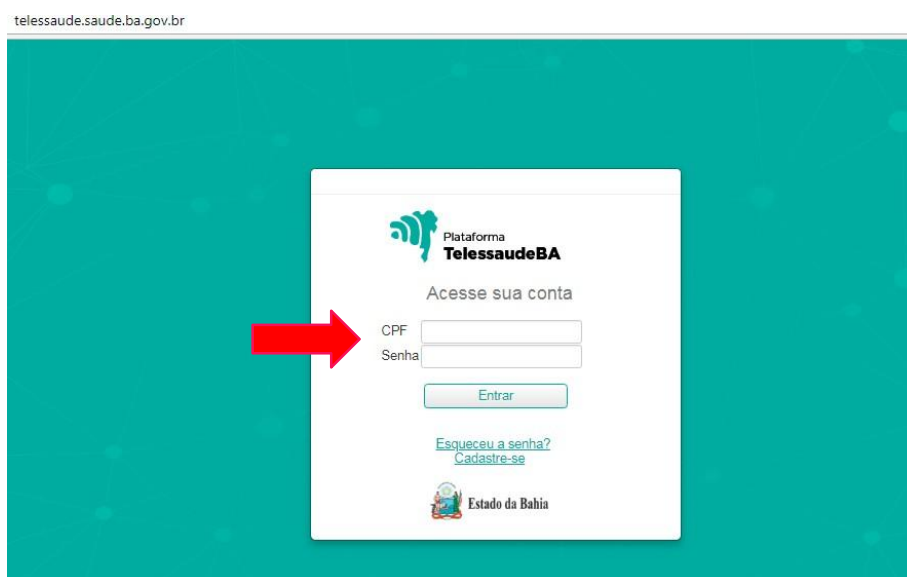 telessaude.saude.ba.gov.br
Plataforma
TelessaudeBA
Acesse sua conta
CPF
Senha
Entrar
Esqueceu a senha?
Cadastre-se
Estado da Bahia